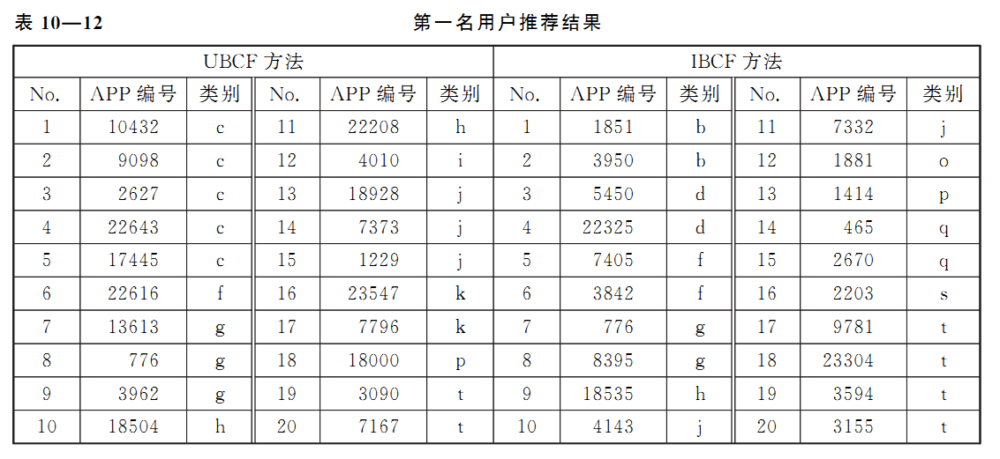 表 10—12 第一名用户推荐结果
UBCF 方法 IBCF 方法
No. APP 编号 类别 No. APP 编号 类别 No. APP 编号 类别 No. APP 编号 类别
1 10432 c 11 22208 h 1 1851 b 11 7332 j
2 9098 c 12 4010 i 2 3950 b 12 1881 o
3 2627 c 13 18928 j 3 5450 d 13 1414 p
4 22643 c 14 7373 j 4 22325 d 14 465 q
5 17445 c 15 1229 j 5 7405 f 15 2670 q
6 22616 f 16 23547 k 6 3842 f 16 2203 s
7 13613 g 17 7796 k 7 776 g 17 9781 t
8 776 g 18 18000 p 8 8395 g 18 23304 t
9 3962 g 19 3090 t 9 18535 h 19 3594 t
10 18504 h 20 7167 t 10 4143 j 20 3155 t